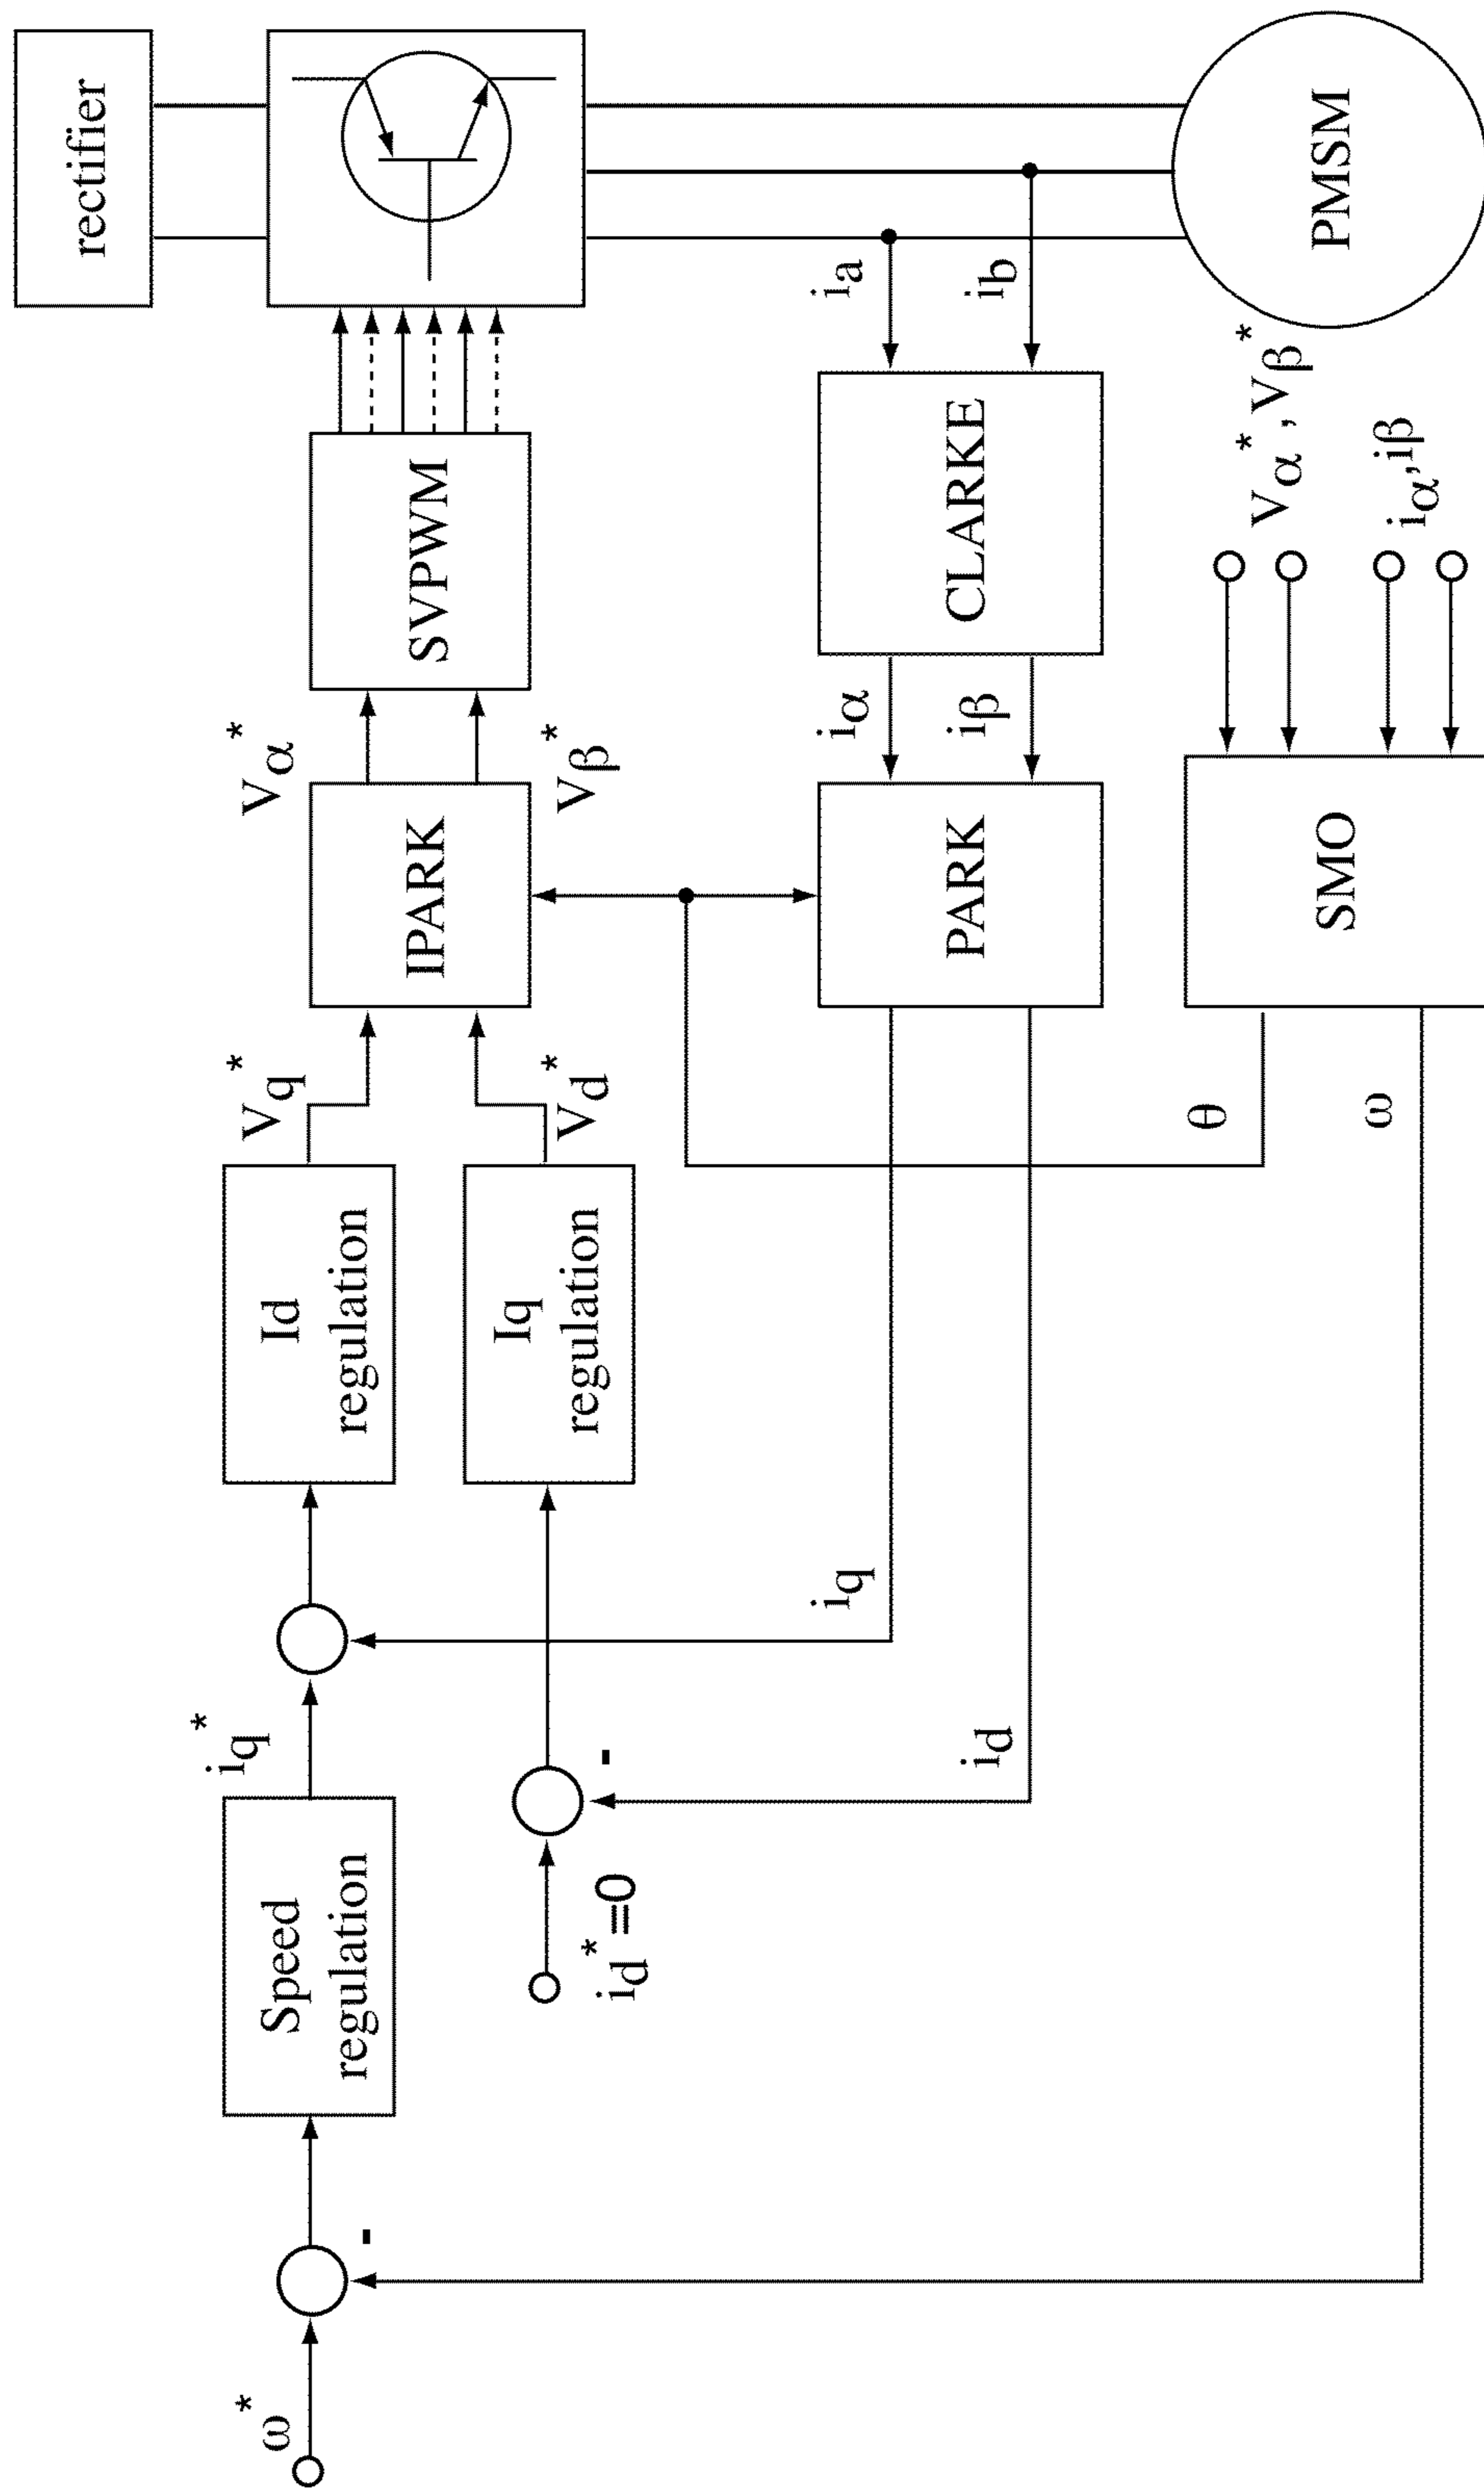 ω*
-
Speed
regulation
iq*
Id
regulation
Vq*
IPARK
Vα*
SVPWM
rectifier
id*=0
-
Iq
regulation
Vd*
Vβ*
iq
id
PARK
iα
iβ
CLARKE
ia
ib
θ
ω
SMO
Vα*,Vβ*
iα,iβ
PMSM